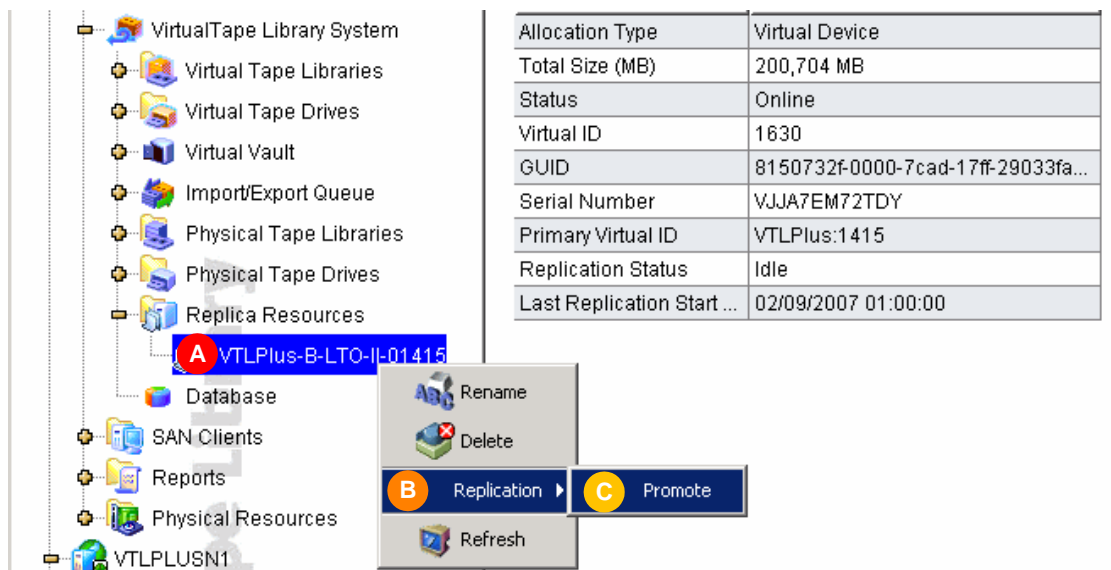 VirtualTape Library System
Virtual Tape Libraries
Virtual Tape Drives
Virtual Vault
Import/Export Queue
Physical Tape Libraries
Physical Tape Drives
Replica Resources
A VTLPlus-B-LTO-II-01415
Database
SAN Clients
Reports
Physical Resources
VTLPLUSN1
Allocation Type Virtual Device
Total Size (MB) 200,704 MB
Status Online
Virtual ID 1630
GUID 8150732f-0000-7cad-17ff-29033fa...
Serial Number VJJA7EM72TDY
Primary Virtual ID VTLPlus:1415
Replication Status Idle
Last Replication Start ... 02/09/2007 01:00:00
ABC Rename
Delete
B Replication
C Promote
Refresh
pe Library